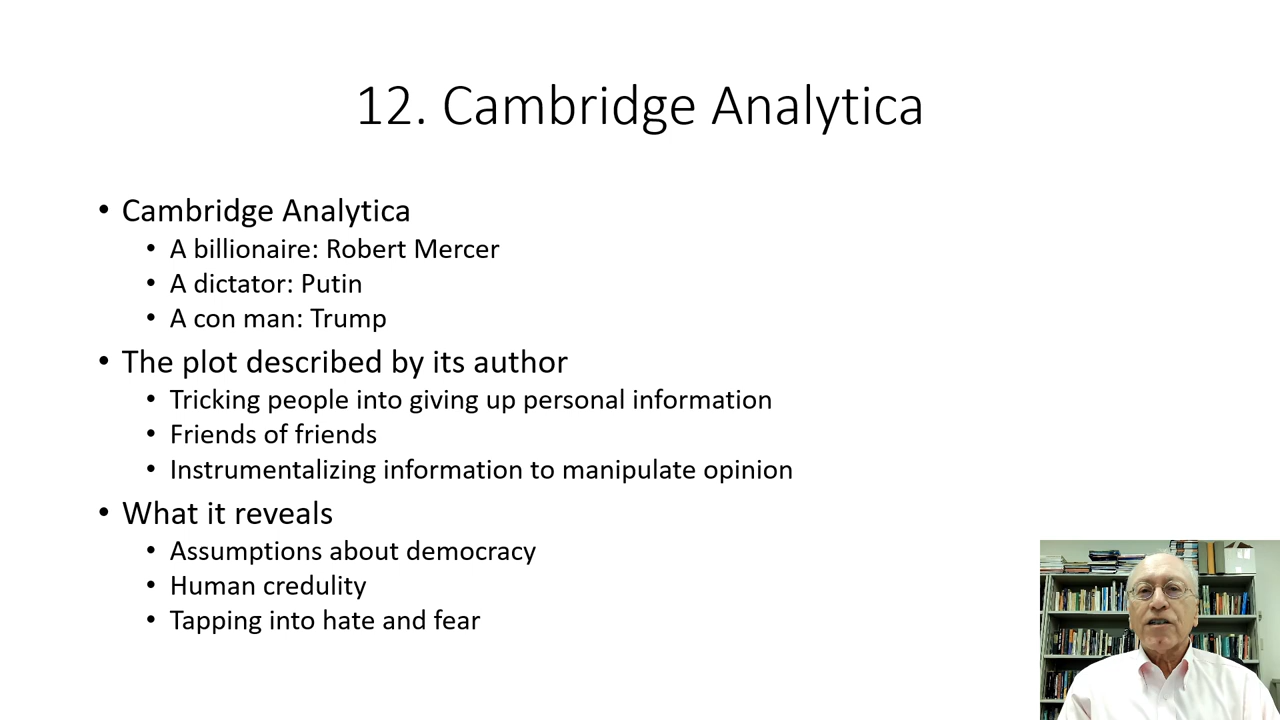 12. Cambridge Analytica
• Cambridge Analytica
• A billionaire: Robert Mercer
• A dictator: Putin
• A con man: Trump
• The plot described by its author
• Tricking people into giving up personal information
• Friends of friends
• Instrumentalizing information to manipulate opinion
• What it reveals
• Assumptions about democracy
• Human credulity
• Tapping into hate and fear